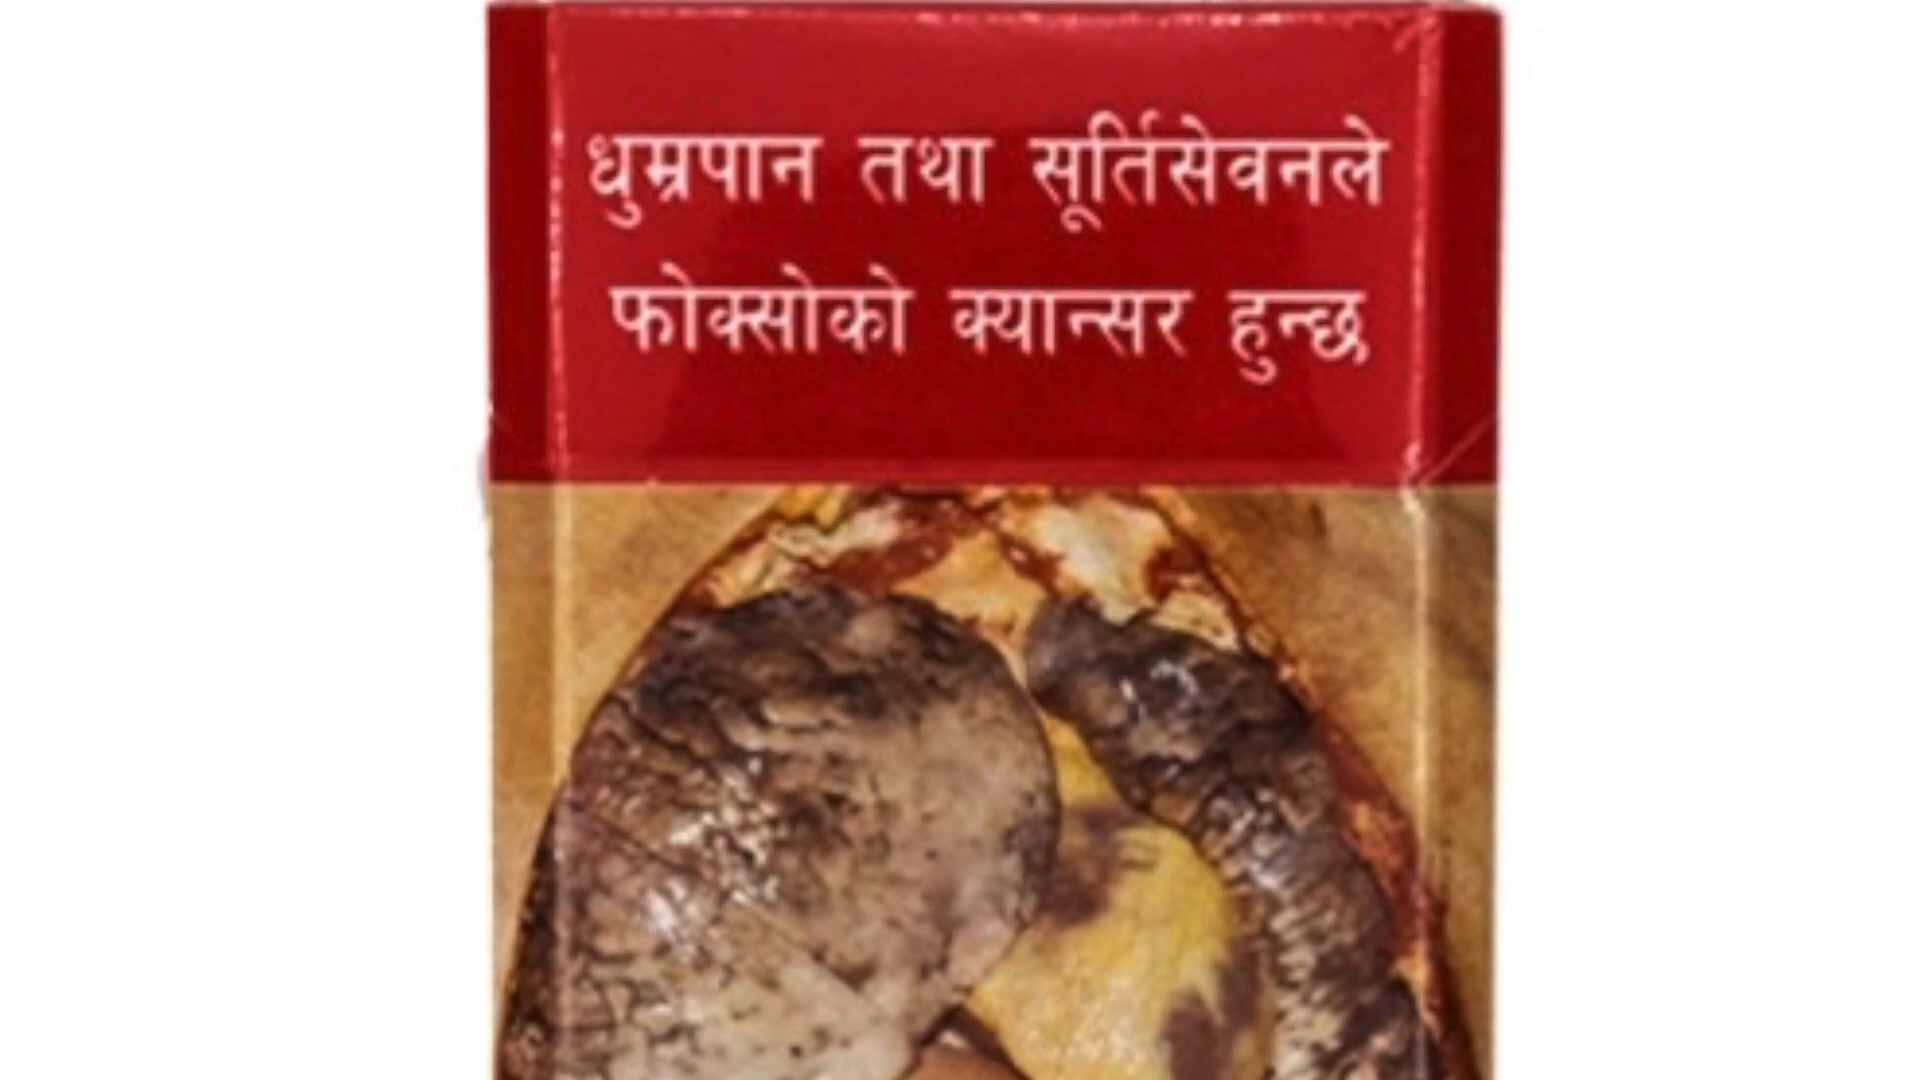 धुम्रपान तथा सूर्तिसेवनले
फोक्सोको क्यान्सर हुन्छ